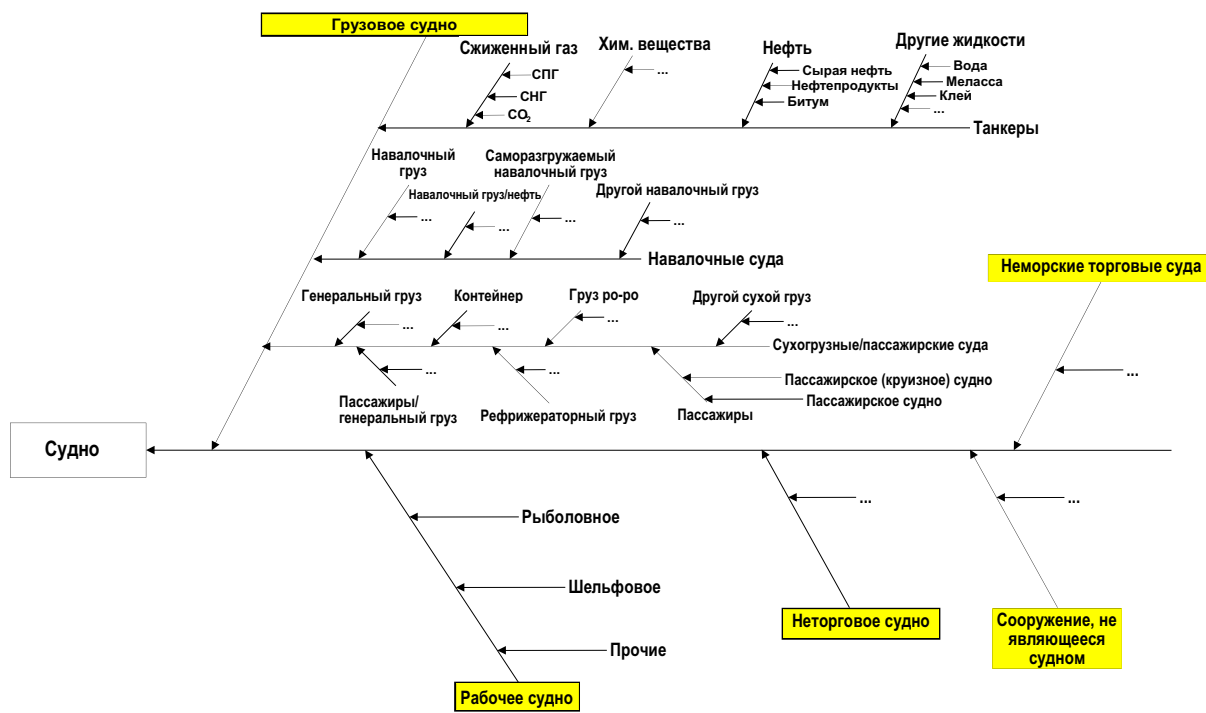 Грузовое судно
Сжиженный газ
Хим. вещества
Нефть
Другие жидкости
СПГ
СНГ
CO2
...
Сырая нефть
Нефтепродукты
Битум
Вода
Меласса
Клей
...
Танкеры
Навалочный
груз
Навалочный груз/нефть
Саморазгружаемый
навалочный груз
Другой навалочный груз
...
...
...
...
Навалочные суда
Неморские торговые суда
Генеральный груз
Контейнер
Груз ро-ро
Другой сухой груз
...
...
...
...
Сухогрузные/пассажирские суда
...
...
Пассажирское (круизное) судно
Пассажирское судно
Пассажиры/
генеральный груз
Рефрижераторный груз
Пассажиры
...
Судно
...
...
Рыболовное
Шельфовое
Прочие
Рабочее судно
Неторговое судно
Сооружение, не
являющееся
судном